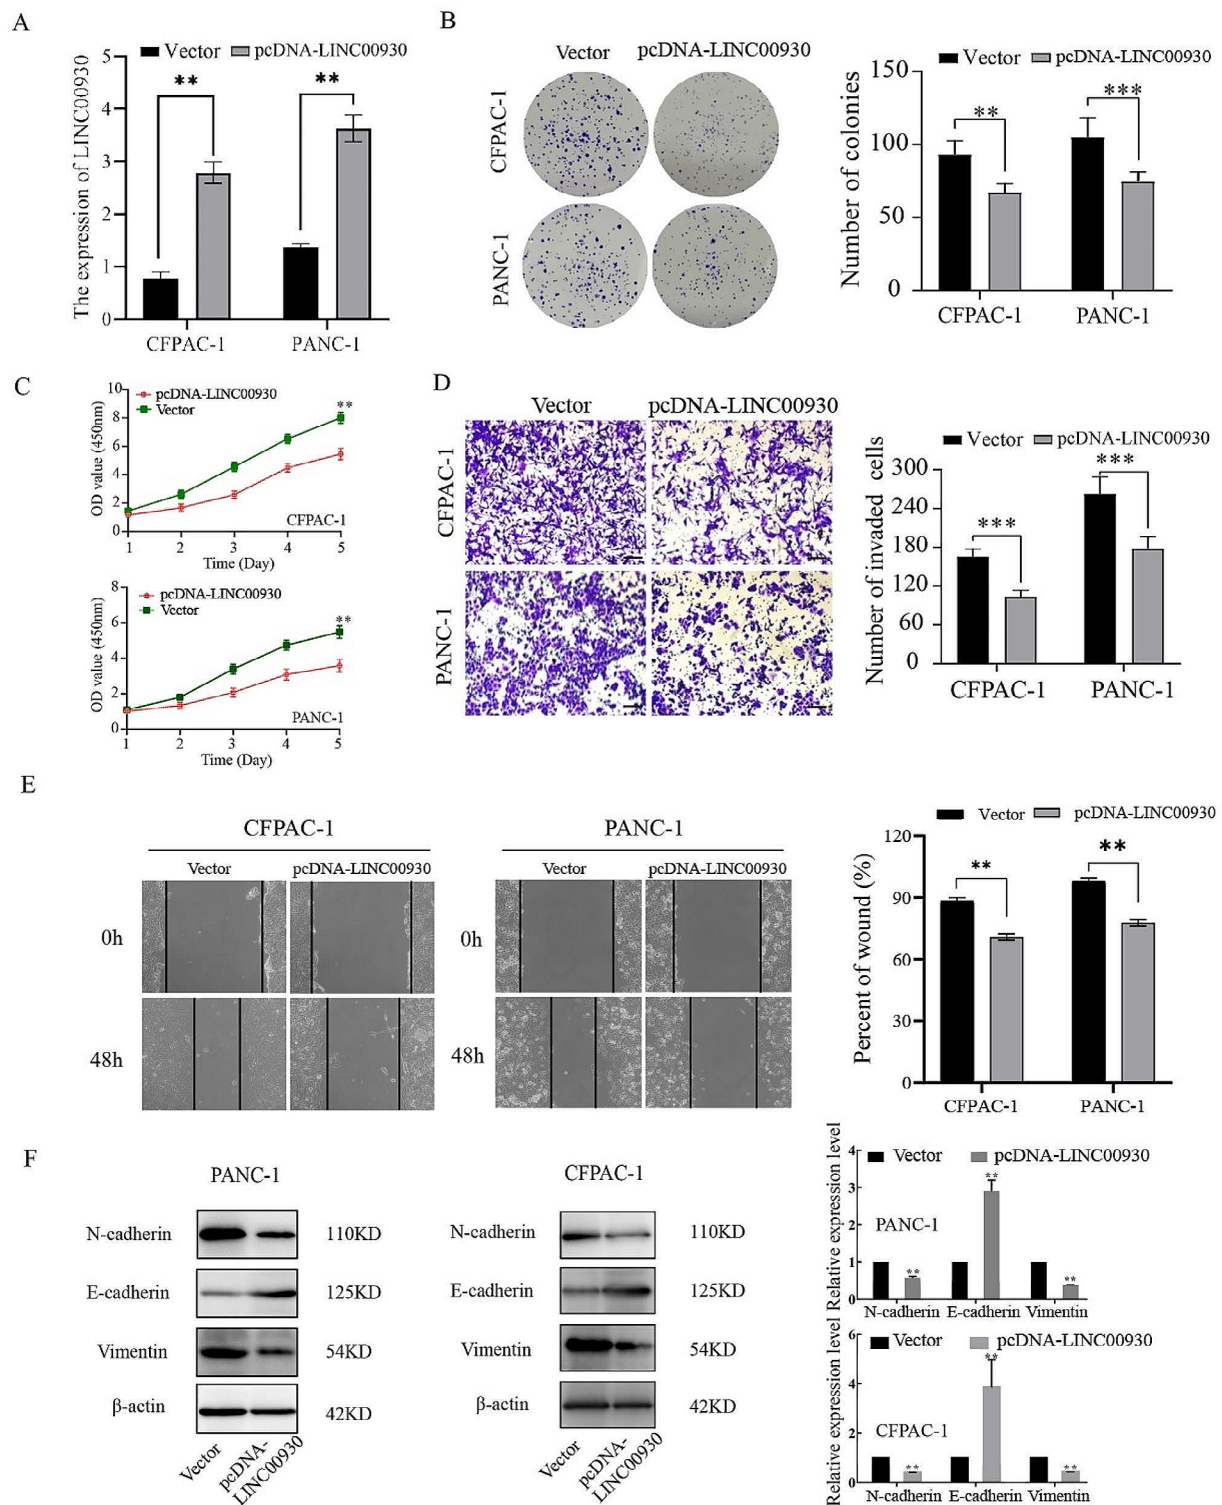 A
Vector pcDNA-LINC00930
The expression of LINC00930
5
4
3
2
1
0
** **
CFPAC-1 PANC-1
B
Vector pcDNA-LINC00930
CFPAC-1
PANC-1
Vector pcDNA-LINC00930
Number of colonies
150
100
50
0
** ***
CFPAC-1 PANC-1
C
pcDNA-LINC00930
Vector
OD value (450nm)
10
8
6
4
2
0
**
CFPAC-1
1 2 3 4 5
Time (Day)
pcDNA-LINC00930
Vector
OD value (450nm)
8
6
4
2
0
**
PANC-1
1 2 3 4 5
Time (Day)
D
Vector pcDNA-LINC00930
CFPAC-1
PANC-1
Vector pcDNA-LINC00930
Number of invaded cells
300
240
180
120
60
0
*** ***
CFPAC-1 PANC-1
E
CFPAC-1 PANC-1
Vector pcDNA-LINC00930 Vector pcDNA-LINC00930
0h 0h
48h 48h
Vector pcDNA-LINC00930
Percent of wound (%)
120
90
60
30
0
** **
CFPAC-1 PANC-1
F
PANC-1
N-cadherin 110KD
E-cadherin 125KD
Vimentin 54KD
β-actin 42KD
Vector pcDNA-
LINC00930
CFPAC-1
N-cadherin 110KD
E-cadherin 125KD
Vimentin 54KD
β-actin 42KD
Vector pcDNA-
LINC00930
Relative expression level
Vector pcDNA-LINC00930
4
3
2
1
0
PANC-1
** ** **
N-cadherin E-cadherin Vimentin
Relative expression level
Vector pcDNA-LINC00930
6
4
2
0
CFPAC-1
** ** **
N-cadherin E-cadherin Vimentin